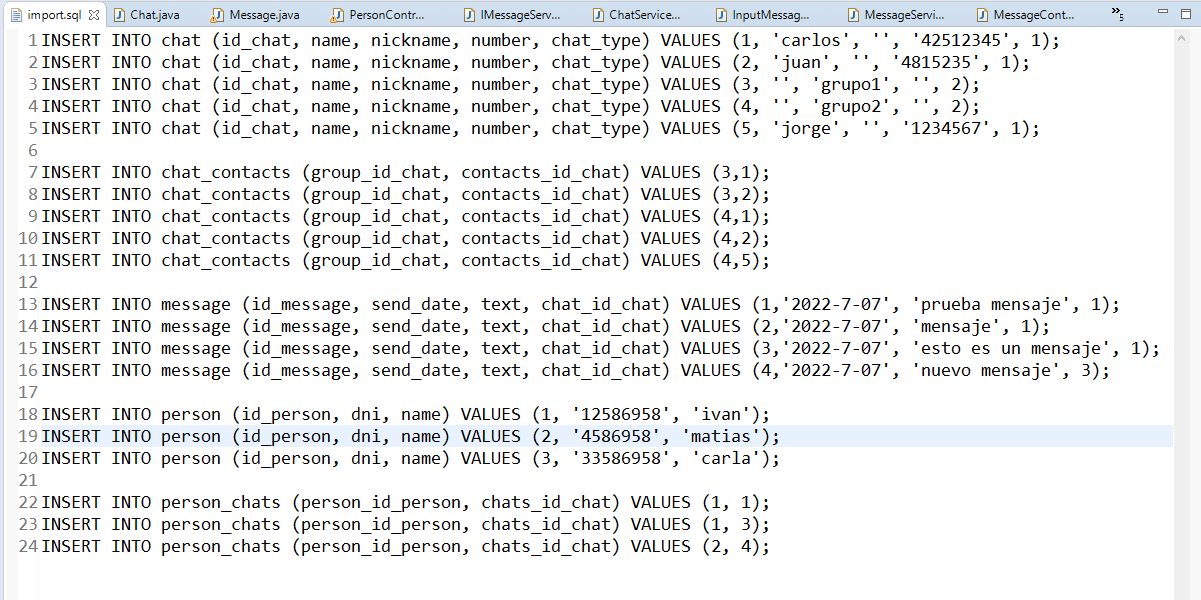 import.sql Chat.java Message.java PersonContr... IMessageServ... ChatService... InputMessag... MessageServi... MessageCont... »5
1 INSERT INTO chat (id_chat, name, nickname, number, chat_type) VALUES (1, 'carlos', '', '42512345', 1);
2 INSERT INTO chat (id_chat, name, nickname, number, chat_type) VALUES (2, 'juan', '', '4815235', 1);
3 INSERT INTO chat (id_chat, name, nickname, number, chat_type) VALUES (3, '', 'grupo1', '', 2);
4 INSERT INTO chat (id_chat, name, nickname, number, chat_type) VALUES (4, '', 'grupo2', '', 2);
5 INSERT INTO chat (id_chat, name, nickname, number, chat_type) VALUES (5, 'jorge', '', '1234567', 1);
6
7 INSERT INTO chat_contacts (group_id_chat, contacts_id_chat) VALUES (3,1);
8 INSERT INTO chat_contacts (group_id_chat, contacts_id_chat) VALUES (3,2);
9 INSERT INTO chat_contacts (group_id_chat, contacts_id_chat) VALUES (4,1);
10 INSERT INTO chat_contacts (group_id_chat, contacts_id_chat) VALUES (4,2);
11 INSERT INTO chat_contacts (group_id_chat, contacts_id_chat) VALUES (4,5);
12
13 INSERT INTO message (id_message, send_date, text, chat_id_chat) VALUES (1,'2022-7-07', 'prueba mensaje', 1);
14 INSERT INTO message (id_message, send_date, text, chat_id_chat) VALUES (2,'2022-7-07', 'mensaje', 1);
15 INSERT INTO message (id_message, send_date, text, chat_id_chat) VALUES (3,'2022-7-07', 'esto es un mensaje', 1);
16 INSERT INTO message (id_message, send_date, text, chat_id_chat) VALUES (4,'2022-7-07', 'nuevo mensaje', 3);
17
18 INSERT INTO person (id_person, dni, name) VALUES (1, '12586958', 'ivan');
19 INSERT INTO person (id_person, dni, name) VALUES (2, '4586958', 'matias');
20 INSERT INTO person (id_person, dni, name) VALUES (3, '33586958', 'carla');
21
22 INSERT INTO person_chats (person_id_person, chats_id_chat) VALUES (1, 1);
23 INSERT INTO person_chats (person_id_person, chats_id_chat) VALUES (1, 3);
24 INSERT INTO person_chats (person_id_person, chats_id_chat) VALUES (2, 4);